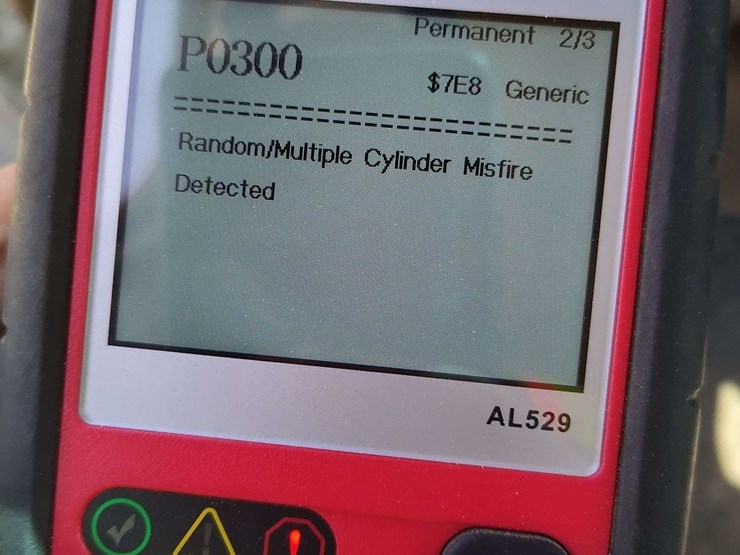 Permanent 2/3
P0300
$7E8 Generic
==============================
Random/Multiple Cylinder Misfire
Detected
AL529